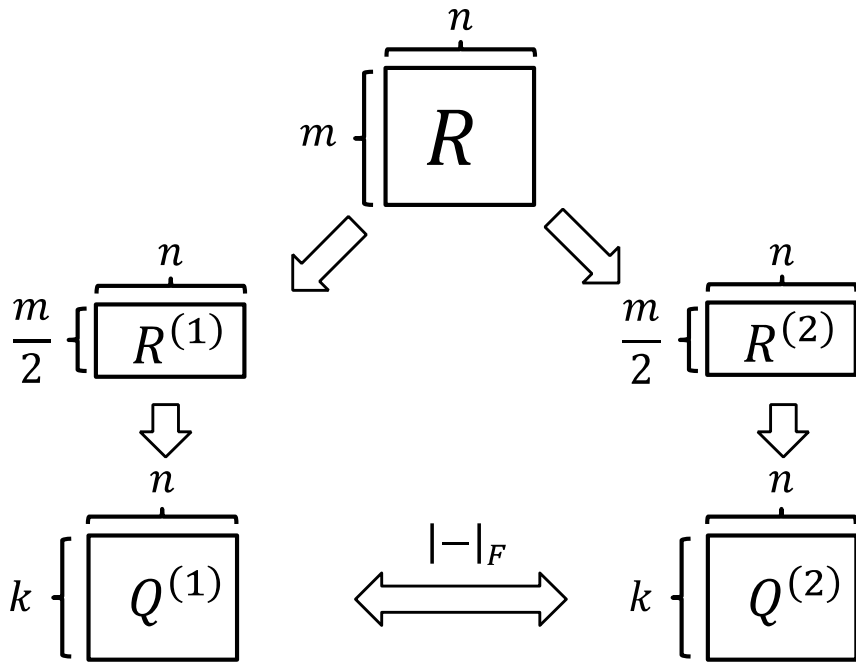 n
m R
n n
m/2 R^(1) m/2 R^(2)
n n
|−|_F
k Q^(1) k Q^(2)